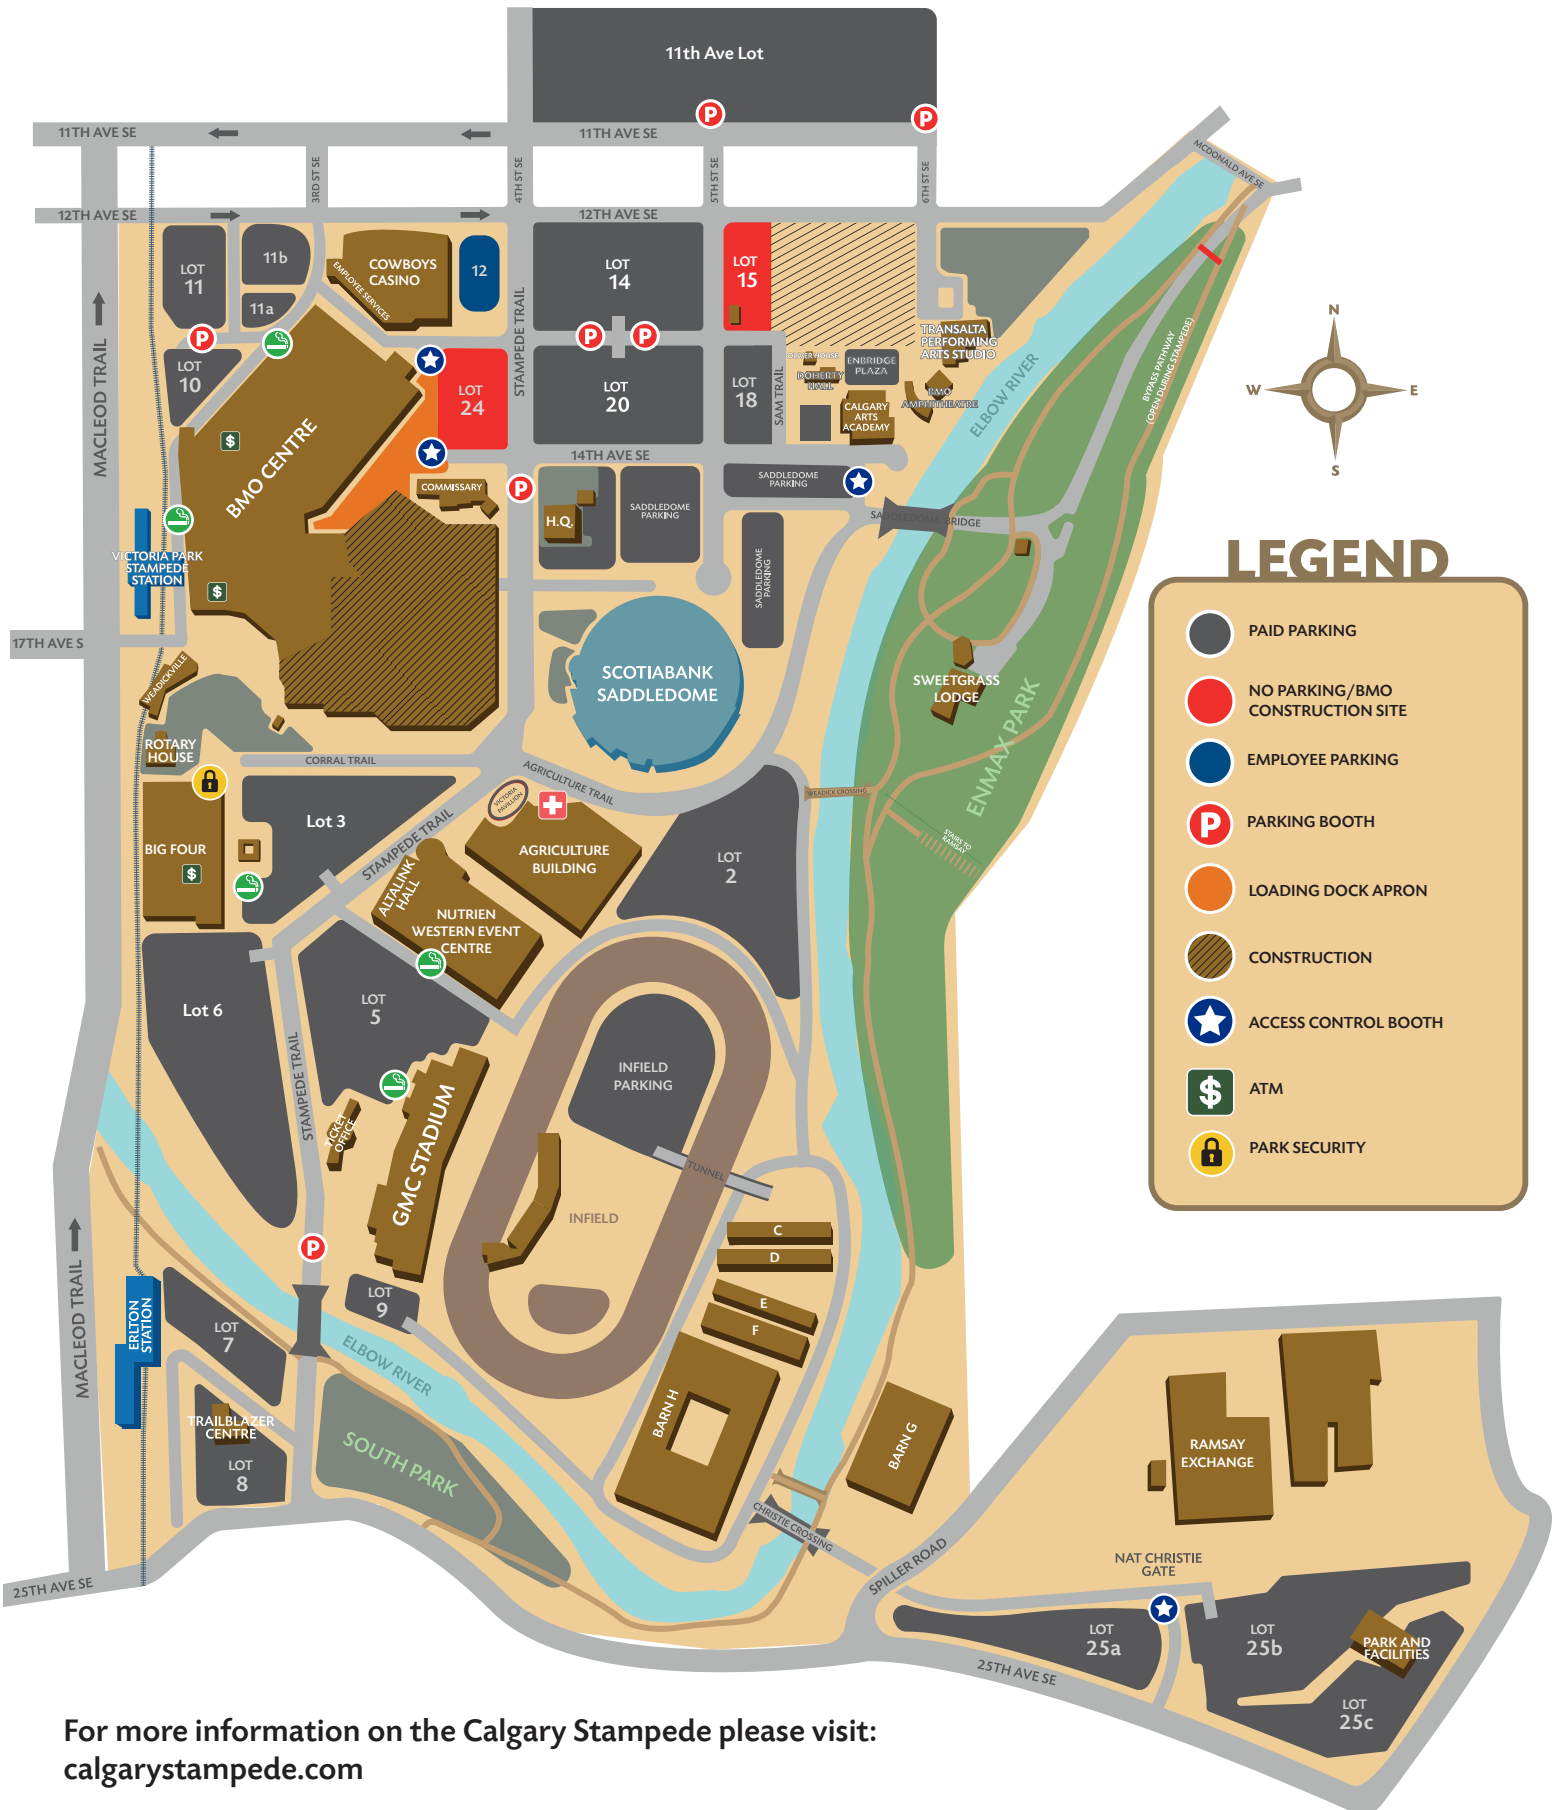 11th Ave Lot
P
P
11TH AVE SE
11TH AVE SE
3RD ST SE
4TH ST SE
5TH ST SE
6TH ST SE
MCDONALD AVE SE
12TH AVE SE
12TH AVE SE
LOT
11
11b
11a
COWBOYS
CASINO
EMPLOYEE SERVICES
12
LOT
14
LOT
15
P
P
P
LOT
10
LOT
24
STAMPEDE TRAIL
LOT
20
LOT
18
SAM TRAIL
OLIVER HOUSE
DOHERTY
HALL
ENBRIDGE
PLAZA
TRANSALTA
PERFORMING
ARTS STUDIO
BMO
AMPHITHEATRE
CALGARY
ARTS
ACADEMY
ELBOW RIVER
BYPASS PATHWAY
(OPEN DURING STAMPEDE)
N
W
E
S
MACLEOD TRAIL
$
BMO CENTRE
14TH AVE SE
COMMISSARY
P
H.Q.
SADDLEDOME
PARKING
SADDLEDOME
PARKING
SADDLEDOME
PARKING
SADDLEDOME BRIDGE
VICTORIA PARK
STAMPEDE
STATION
$
17TH AVE S
WEADICKVILLE
SCOTIABANK
SADDLEDOME
SWEETGRASS
LODGE
ENMAX PARK
ROTARY
HOUSE
CORRAL TRAIL
AGRICULTURE TRAIL
VICTORIA
PAVILLION
WEADICK CROSSING
STAIRS TO
RAMSAY
Lot 3
STAMPEDE TRAIL
BIG FOUR
$
AGRICULTURE
BUILDING
LOT
2
ALTALINK
HALL
NUTRIEN
WESTERN EVENT
CENTRE
Lot 6
LOT
5
STAMPEDE TRAIL
INFIELD
PARKING
TICKET
OFFICE
GMC STADIUM
TUNNEL
INFIELD
P
C
D
E
F
LOT
9
MACLEOD TRAIL
ERLTON
STATION
LOT
7
ELBOW RIVER
TRAILBLAZER
CENTRE
LOT
8
SOUTH PARK
BARN H
BARN G
CHRISTIE CROSSING
25TH AVE SE
SPILLER ROAD
RAMSAY
EXCHANGE
NAT CHRISTIE
GATE
LOT
25a
LOT
25b
PARK AND
FACILITIES
LOT
25c
25TH AVE SE
LEGEND
PAID PARKING
NO PARKING/BMO
CONSTRUCTION SITE
EMPLOYEE PARKING
P
PARKING BOOTH
LOADING DOCK APRON
CONSTRUCTION
ACCESS CONTROL BOOTH
$
ATM
PARK SECURITY
For more information on the Calgary Stampede please visit:
calgarystampede.com